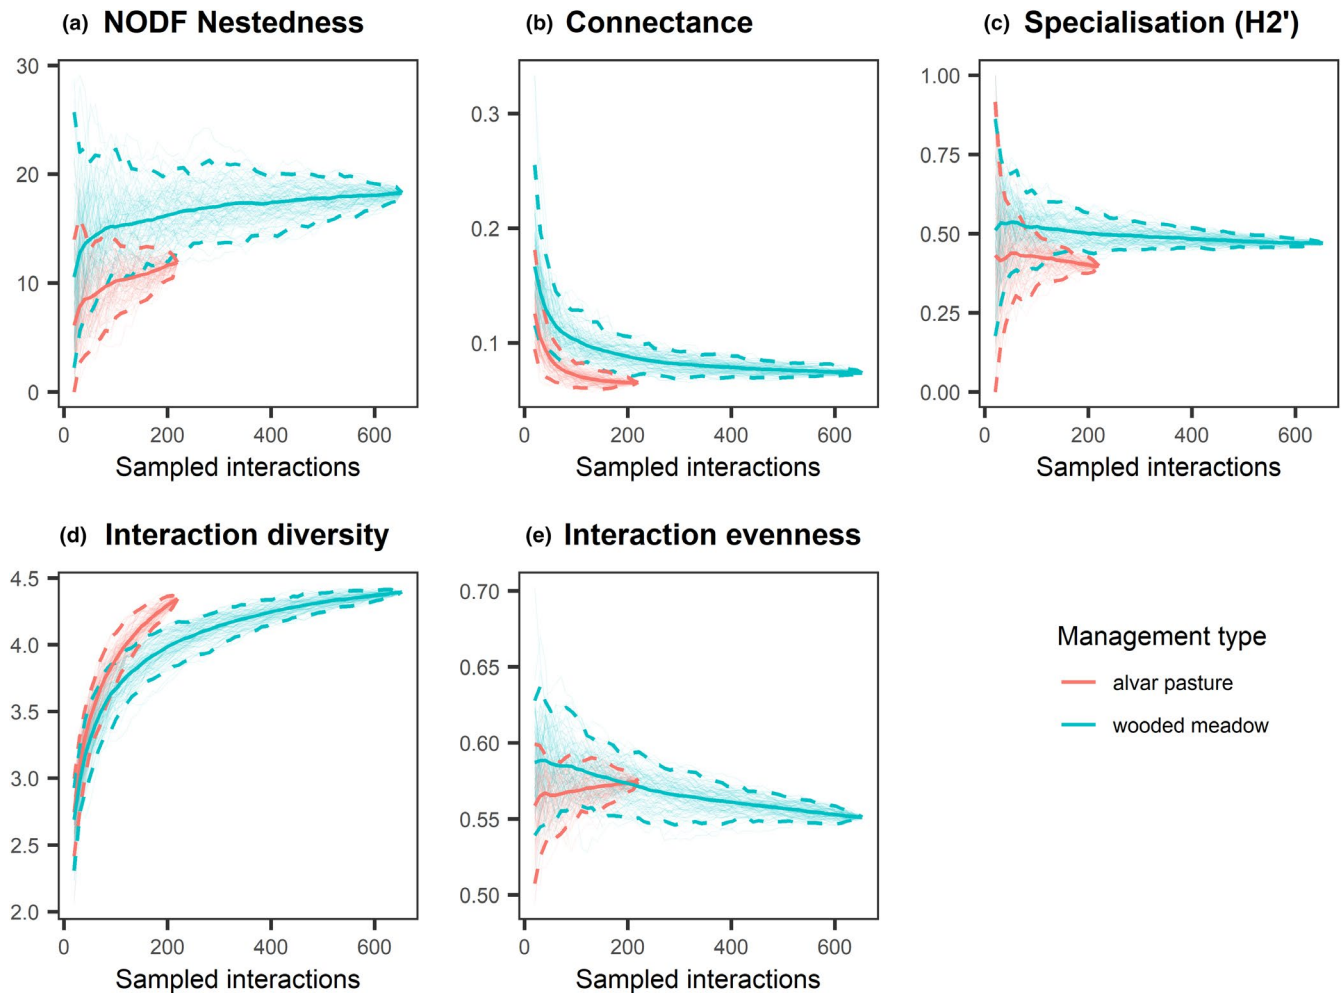 (a) NODF Nestedness
30
20
10
0
0 200 400 600
Sampled interactions
(b) Connectance
0.3
0.2
0.1
0 200 400 600
Sampled interactions
(c) Specialisation (H2')
1.00
0.75
0.50
0.25
0.00
0 200 400 600
Sampled interactions
(d) Interaction diversity
4.5
4.0
3.5
3.0
2.5
2.0
0 200 400 600
Sampled interactions
(e) Interaction evenness
0.70
0.65
0.60
0.55
0.50
0 200 400 600
Sampled interactions
Management type
alvar pasture
wooded meadow